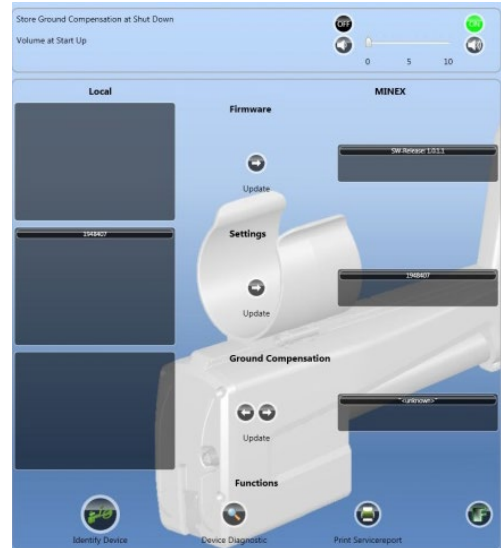 Store Ground Compensation at Shut Down
OFF
ON
Volume at Start Up
0 5 10
Local
MINEX
Firmware
SW-Release: 1.0.1.1
Update
1948407
Settings
1948407
Update
Ground Compensation
"<unknown>"
Update
Functions
Identify Device
Device Diagnostic
Print Servicereport